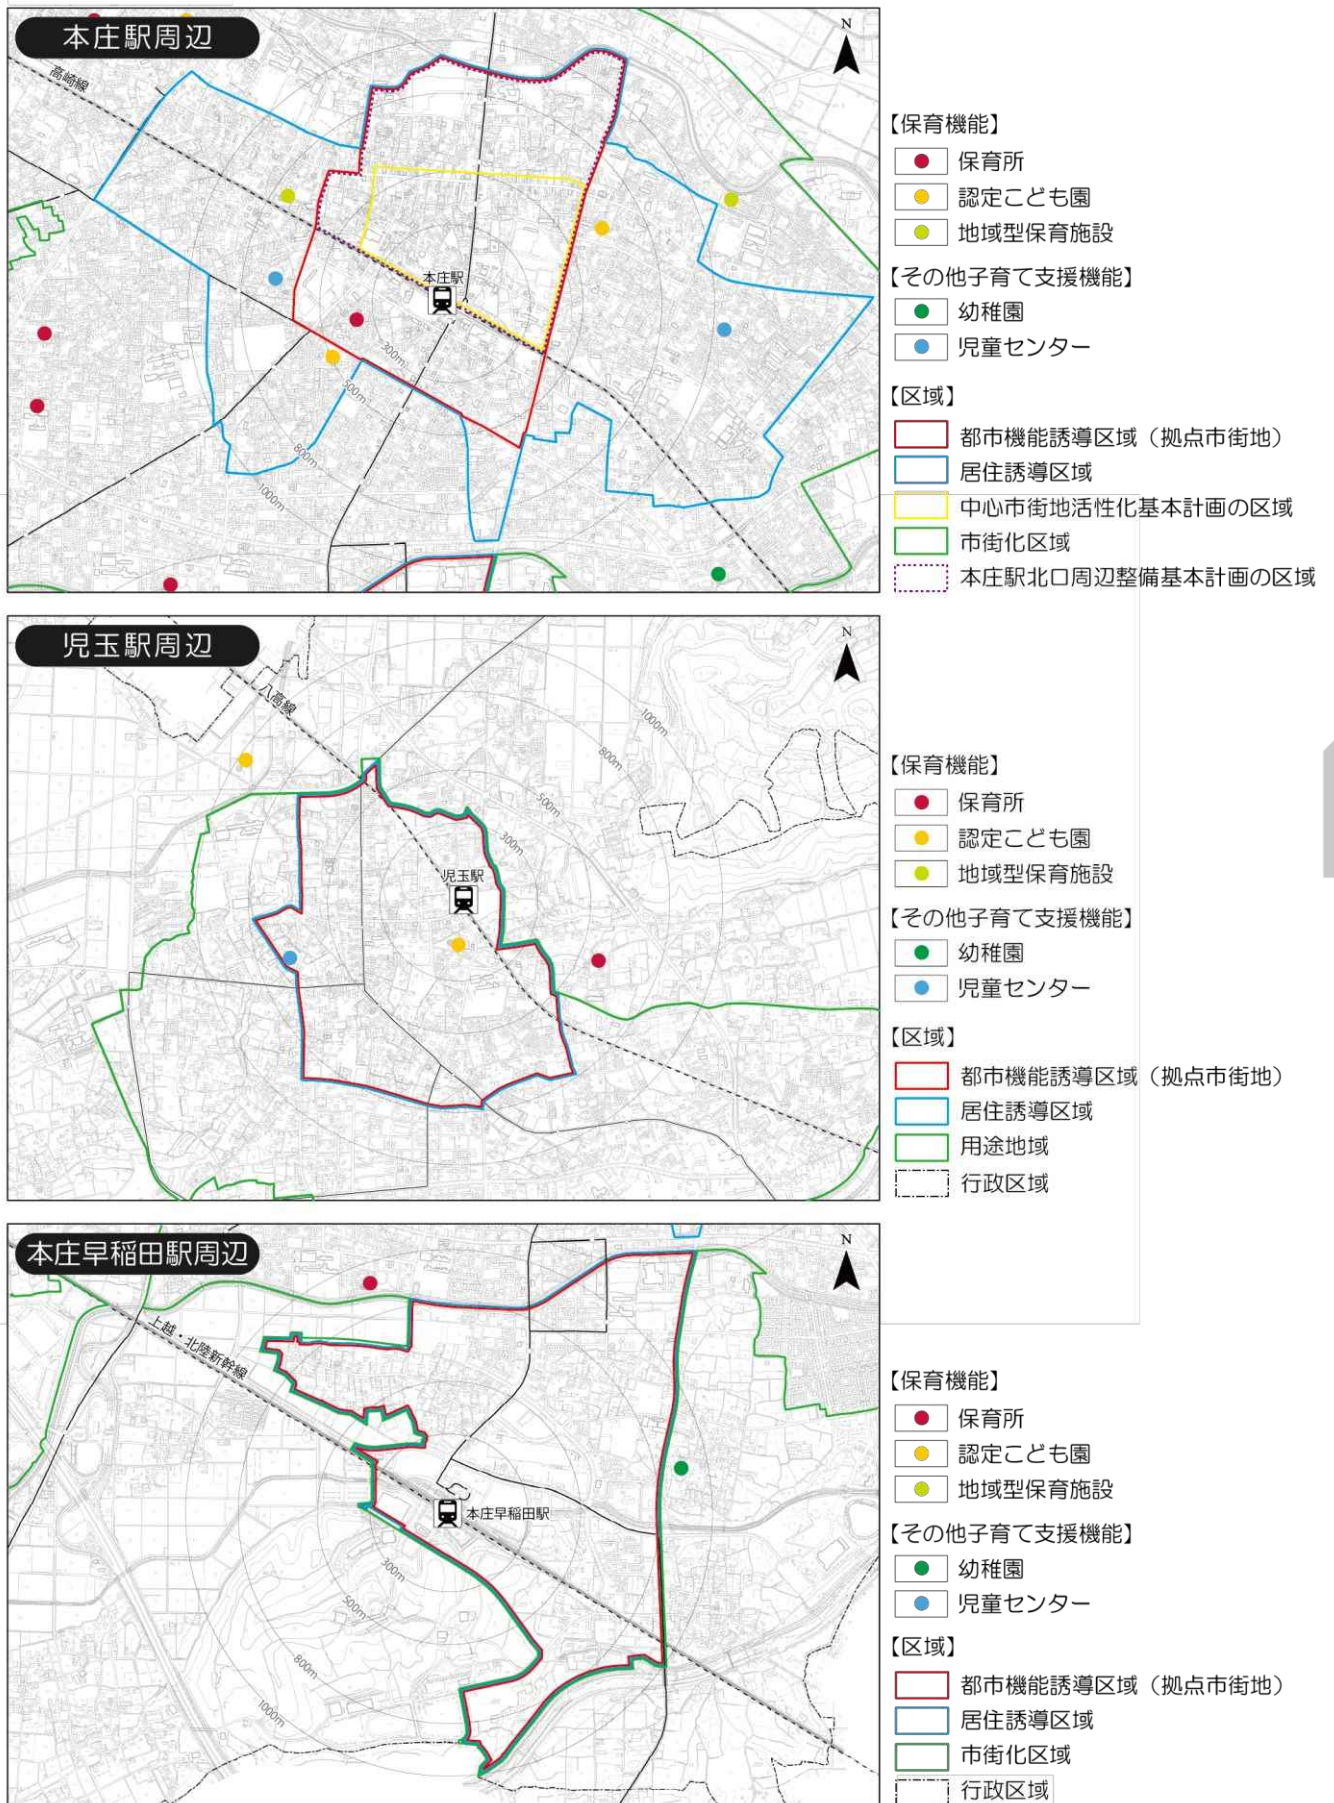 本庄駅周辺
N
高崎線
本庄駅
300m
500m
800m
1000m
【保育機能】
保育所
認定こども園
地域型保育施設
【その他子育て支援機能】
幼稚園
児童センター
【区域】
都市機能誘導区域（拠点市街地）
居住誘導区域
中心市街地活性化基本計画の区域
市街化区域
本庄駅北口周辺整備基本計画の区域
児玉駅周辺
N
八高線
1000m
800m
500m
300m
児玉駅
【保育機能】
保育所
認定こども園
地域型保育施設
【その他子育て支援機能】
幼稚園
児童センター
【区域】
都市機能誘導区域（拠点市街地）
居住誘導区域
用途地域
行政区域
本庄早稲田駅周辺
N
上越・北陸新幹線
本庄早稲田駅
300m
500m
800m
1000m
【保育機能】
保育所
認定こども園
地域型保育施設
【その他子育て支援機能】
幼稚園
児童センター
【区域】
都市機能誘導区域（拠点市街地）
居住誘導区域
市街化区域
行政区域